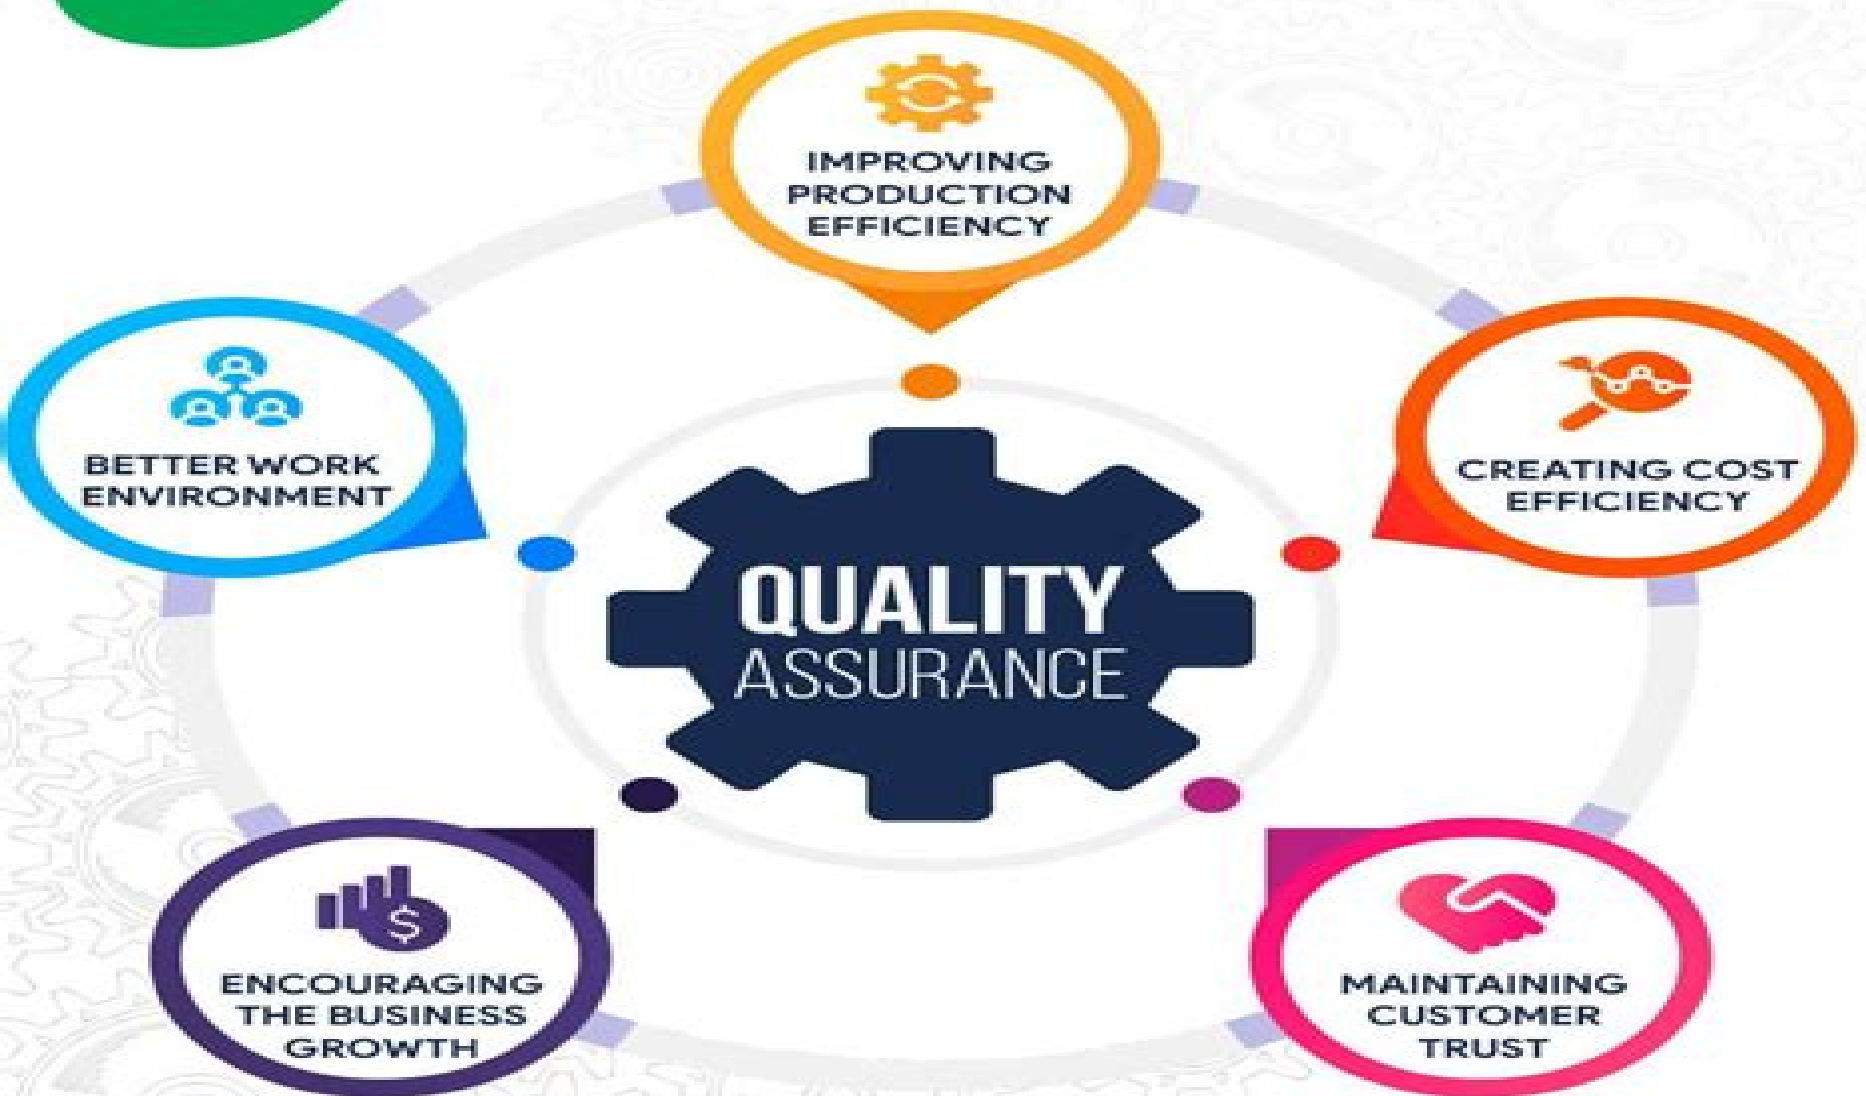 IMPROVING
PRODUCTION
EFFICIENCY
BETTER WORK
ENVIRONMENT
CREATING COST
EFFICIENCY
QUALITY
ASSURANCE
$
ENCOURAGING
THE BUSINESS
GROWTH
MAINTAINING
CUSTOMER
TRUST